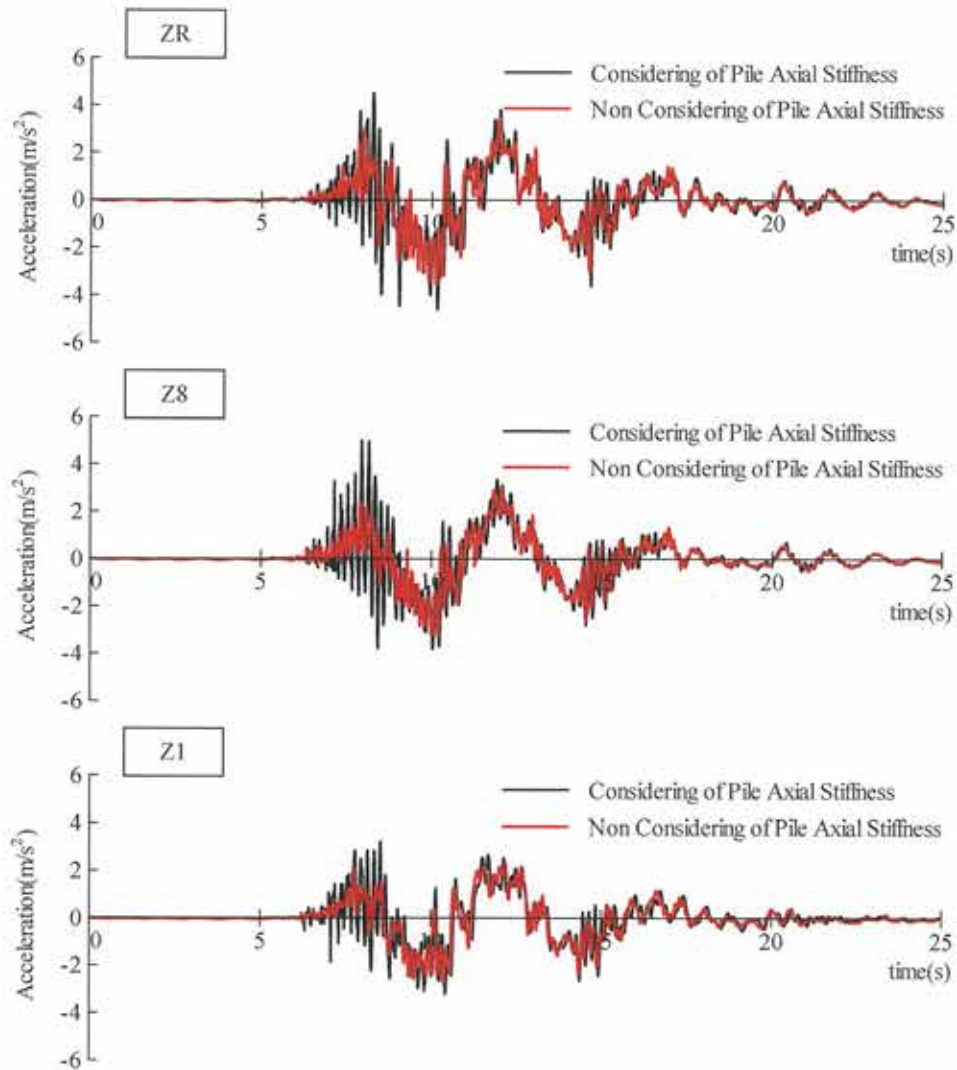 ZR
6
4
2
0
-2
-4
-6
Acceleration(m/s²)
Considering of Pile Axial Stiffness
Non Considering of Pile Axial Stiffness
0 5 10 20 25
time(s)
Z8
6
4
2
0
-2
-4
-6
Acceleration(m/s²)
Considering of Pile Axial Stiffness
Non Considering of Pile Axial Stiffness
0 5 20 25
time(s)
Z1
6
4
2
0
-2
-4
-6
Acceleration(m/s²)
Considering of Pile Axial Stiffness
Non Considering of Pile Axial Stiffness
0 5 20 25
time(s)